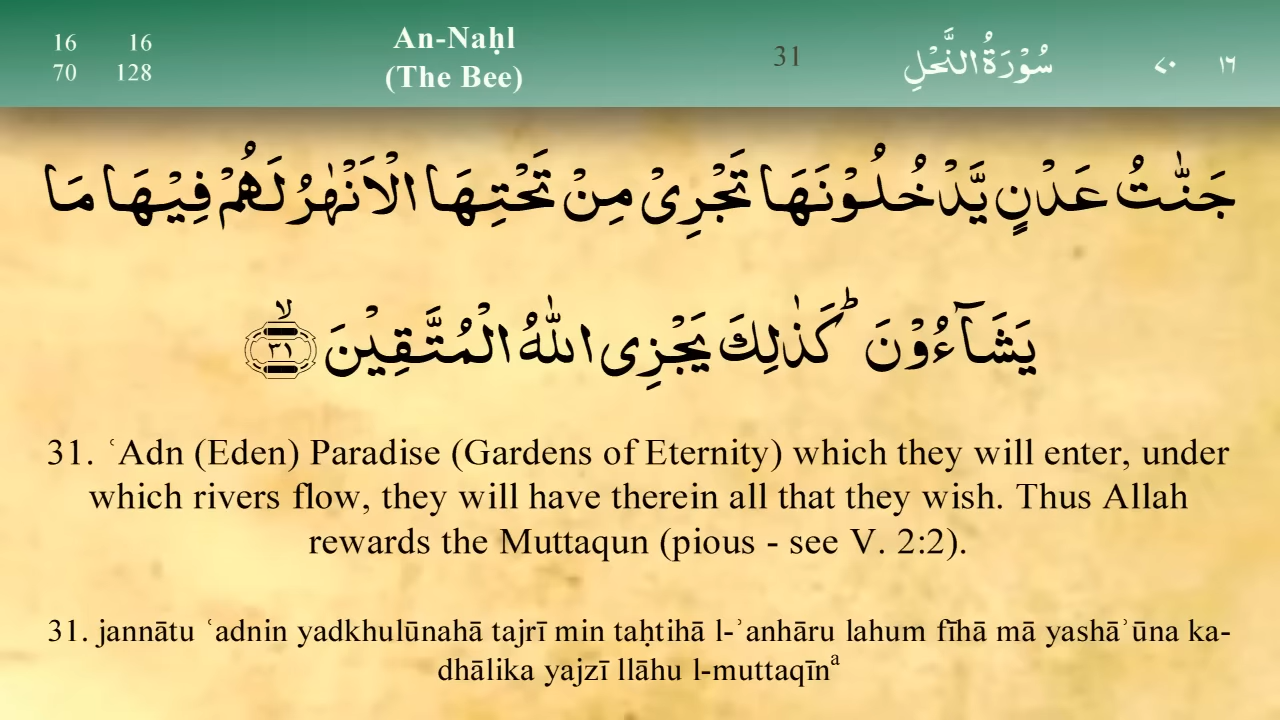 16 16
70 128
An-Naḥl
(The Bee)
31
سُوْرَةُ النَّحْلِ
٧٠ ١٦
جَنّٰتُ عَدْنٍ يَّدْخُلُوْنَهَا تَجْرِىْ مِنْ تَحْتِهَا الْاَنْهٰرُ لَهُمْ فِيْهَا مَا
يَشَآءُوْنَ ؕ كَذٰلِكَ يَجْزِى اللّٰهُ الْمُتَّقِيْنَ ۙ ٣١
31. ʿAdn (Eden) Paradise (Gardens of Eternity) which they will enter, under
which rivers flow, they will have therein all that they wish. Thus Allah
rewards the Muttaqun (pious - see V. 2:2).
31. jannātu ʿadnin yadkhulūnahā tajrī min taḥtihā l-ʾanhāru lahum fīhā mā yashāʾūna ka-
dhālika yajzī llāhu l-muttaqīnᵃ